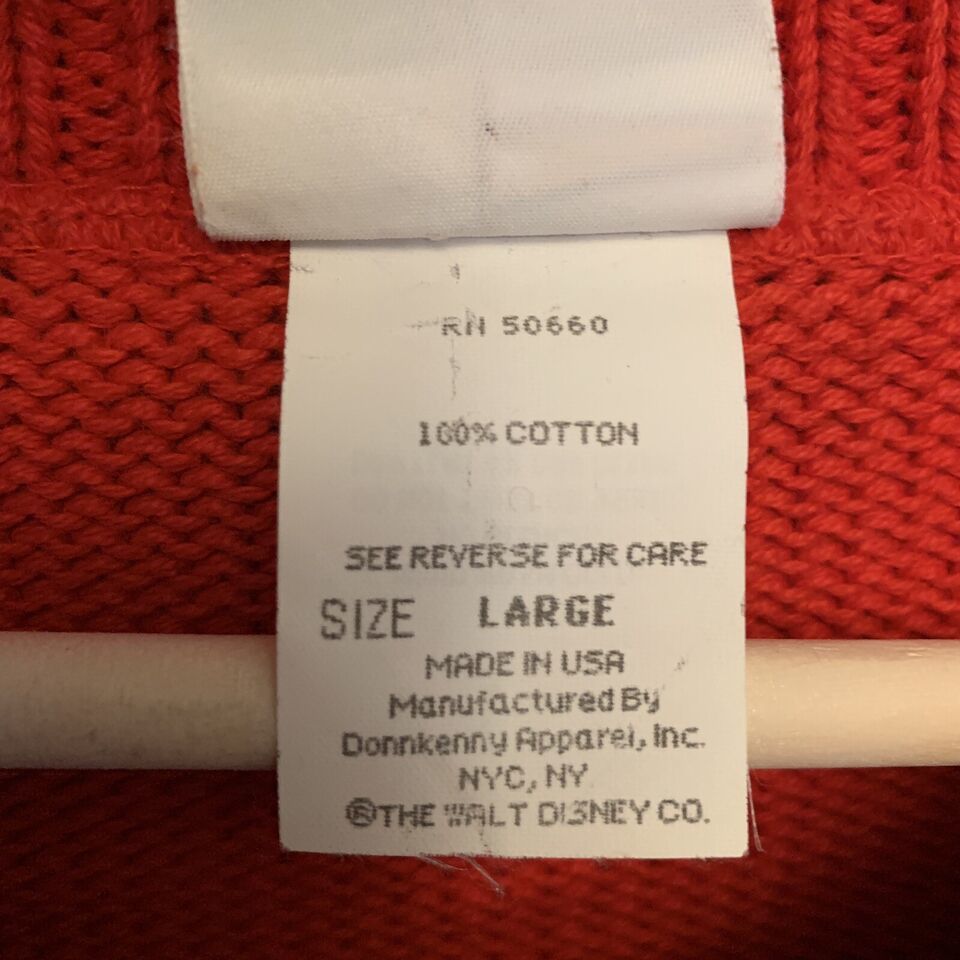 RN 50660
100% COTTON
SEE REVERSE FOR CARE
SIZE LARGE
MADE IN USA
Manufactured By
Donnkenny Apparel, Inc.
NYC, NY
®THE WALT DISNEY CO.